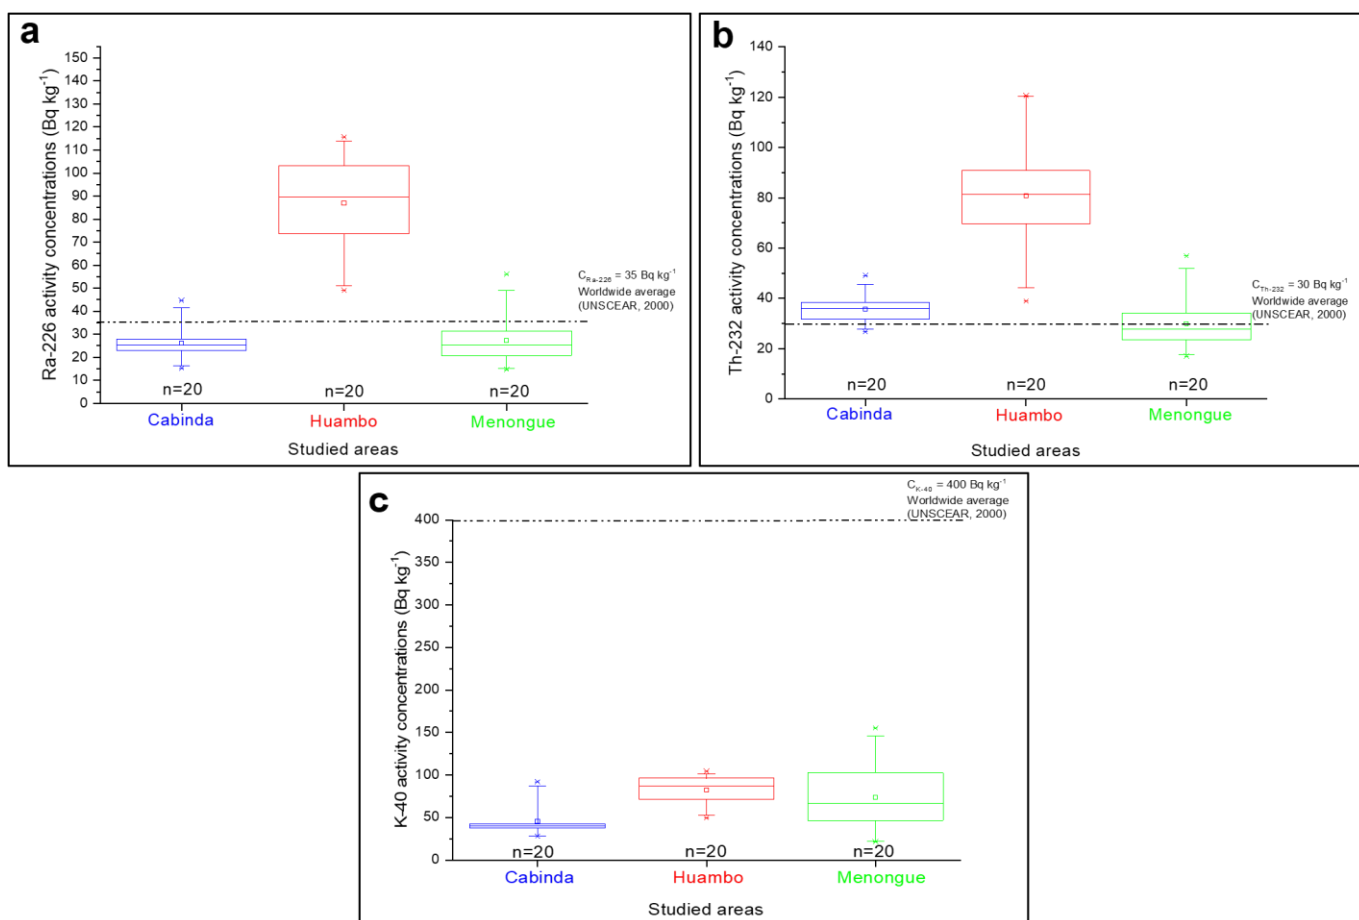 a
Ra-226 activity concentrations (Bq kg⁻¹)
150
140
130
120
110
100
90
80
70
60
50
40
30
20
10
0
C_Ra-226 = 35 Bq kg⁻¹
Worldwide average
(UNSCEAR, 2000)
n=20 n=20 n=20
Cabinda Huambo Menongue
Studied areas
b
Th-232 activity concentrations (Bq kg⁻¹)
140
120
100
80
60
40
20
0
C_Th-232 = 30 Bq kg⁻¹
Worldwide average
(UNSCEAR, 2000)
n=20 n=20 n=20
Cabinda Huambo Menongue
Studied areas
c
K-40 activity concentrations (Bq kg⁻¹)
C_K-40 = 400 Bq kg⁻¹
Worldwide average
(UNSCEAR, 2000)
400
350
300
250
200
150
100
50
0
n=20 n=20 n=20
Cabinda Huambo Menongue
Studied areas